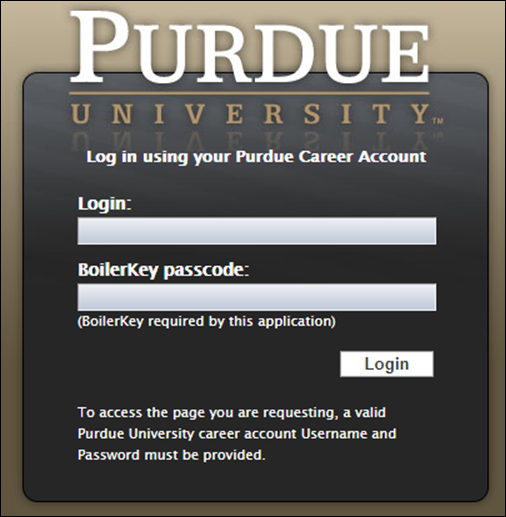 PURDUE
UNIVERSITY™
Log in using your Purdue Career Account
Login:
BoilerKey passcode:
(BoilerKey required by this application)
Login
To access the page you are requesting, a valid
Purdue University career account Username and
Password must be provided.